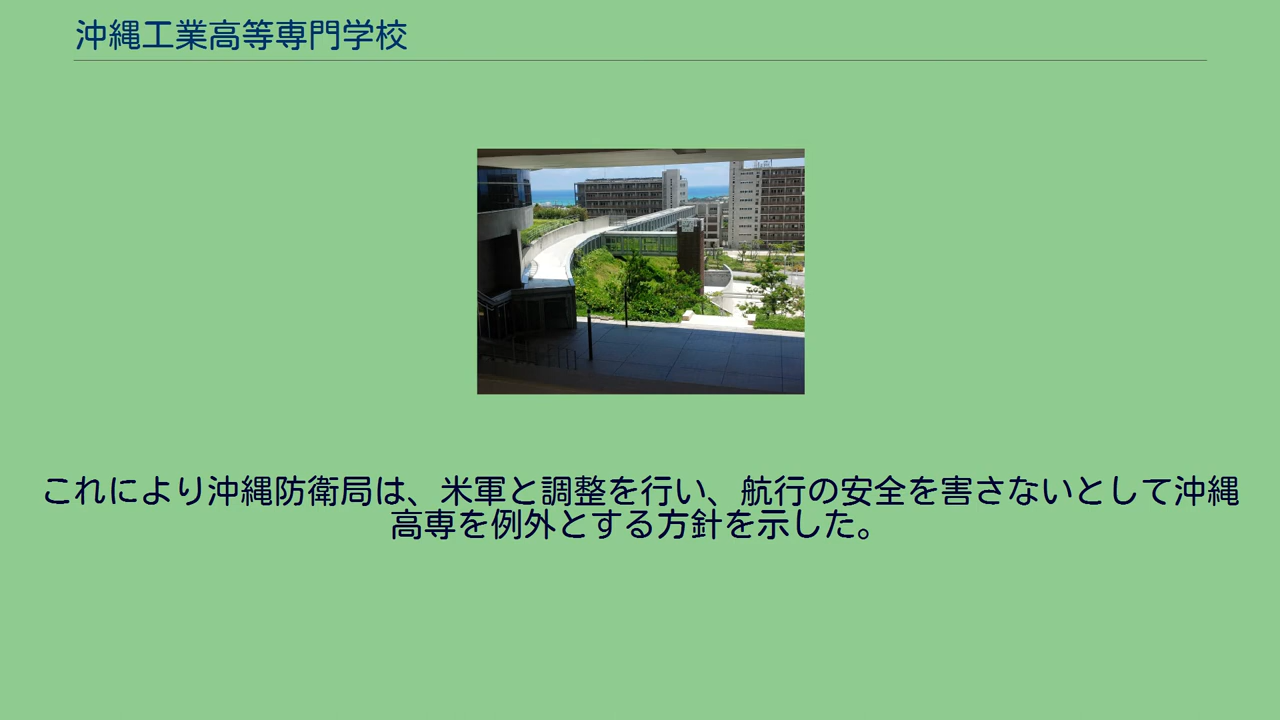 沖縄工業高等専門学校
これにより沖縄防衛局は、米軍と調整を行い、航行の安全を害さないとして沖縄
高専を例外とする方針を示した。